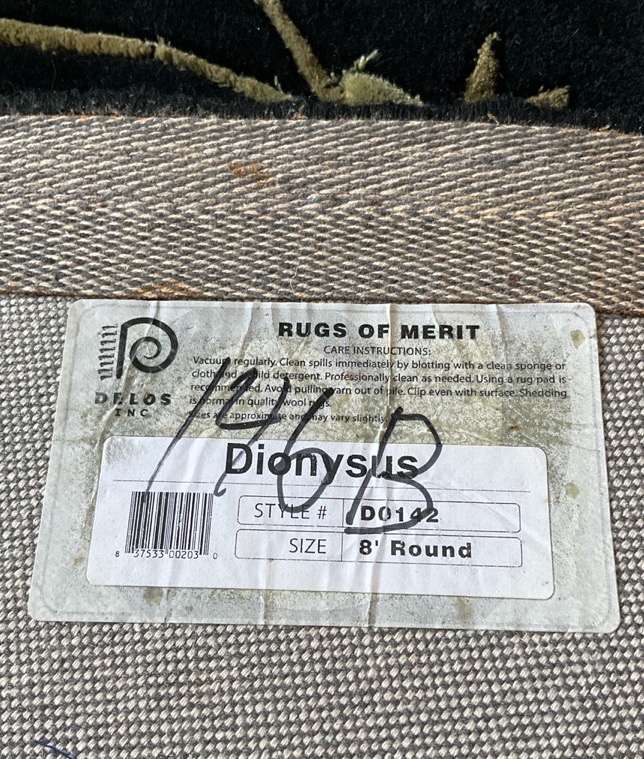 RUGS OF MERIT
CARE INSTRUCTIONS:
Vacuum regularly. Clean spills immediately by blotting with a clean sponge or
cloth and mild detergent. Professionally clean as needed. Using a rug pad is
recommended. Avoid pulling yarn out of pile. Clip even with surface. Shedding
is normal in quality wool rugs.
Sizes are approximate and may vary slightly
DELOS
INC
196B
Dionysus
STYLE # D0142
SIZE 8' Round
8 37533 00203 0